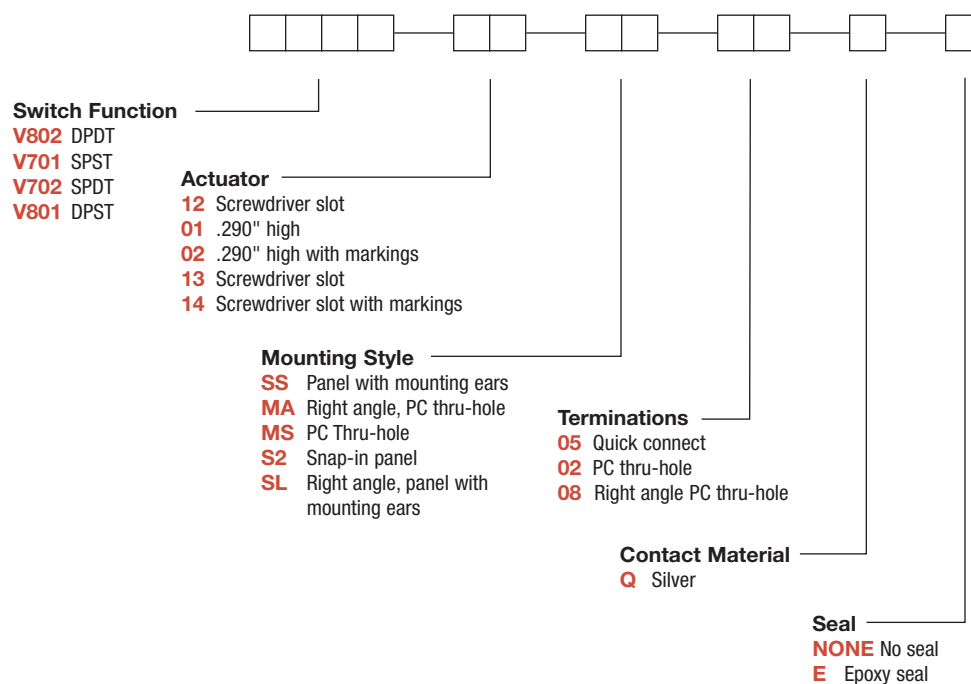 Switch Function
V802 DPDT
V701 SPST
V702 SPDT
V801 DPST
Actuator
12 Screwdriver slot
01 .290" high
02 .290" high with markings
13 Screwdriver slot
14 Screwdriver slot with markings
Mounting Style
SS Panel with mounting ears
MA Right angle, PC thru-hole
MS PC Thru-hole
S2 Snap-in panel
SL Right angle, panel with
mounting ears
Terminations
05 Quick connect
02 PC thru-hole
08 Right angle PC thru-hole
Contact Material
Q Silver
Seal
NONE No seal
E Epoxy seal